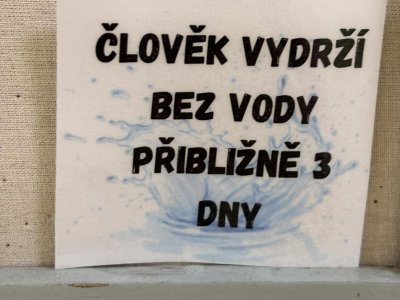 ČLOVĚK VYDRŽÍ
BEZ VODY
PŘIBLIŽNĚ 3
DNY